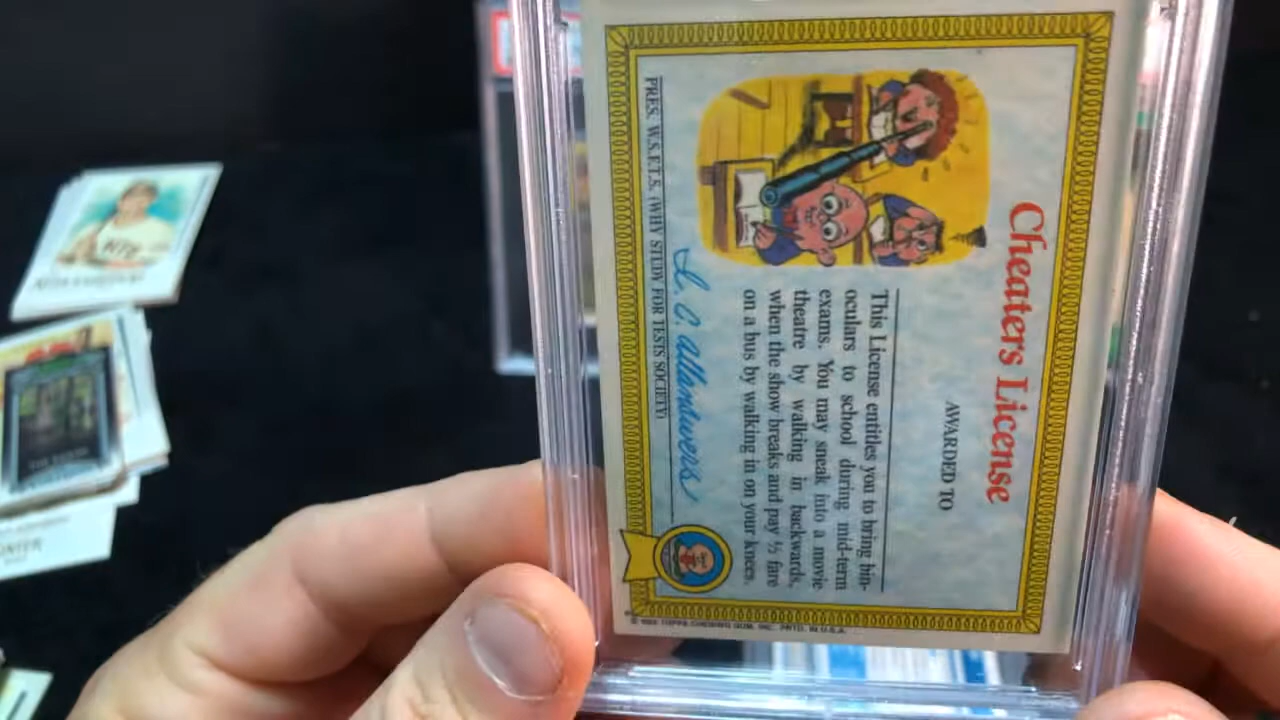 Cheaters License
AWARDED TO
This License entitles you to bring bin-
oculars to school during mid-term
exams. You may sneak into a movie
theatre by walking in backwards,
when the show breaks and pay ½ fare
on a bus by walking in on your knees.
I. C. Allanswers
PRES. W.S.F.T.S. (WHY STUDY FOR TESTS SOCIETY)
TOPPS CHEWING GUM, INC. PRTD. IN U.S.A.